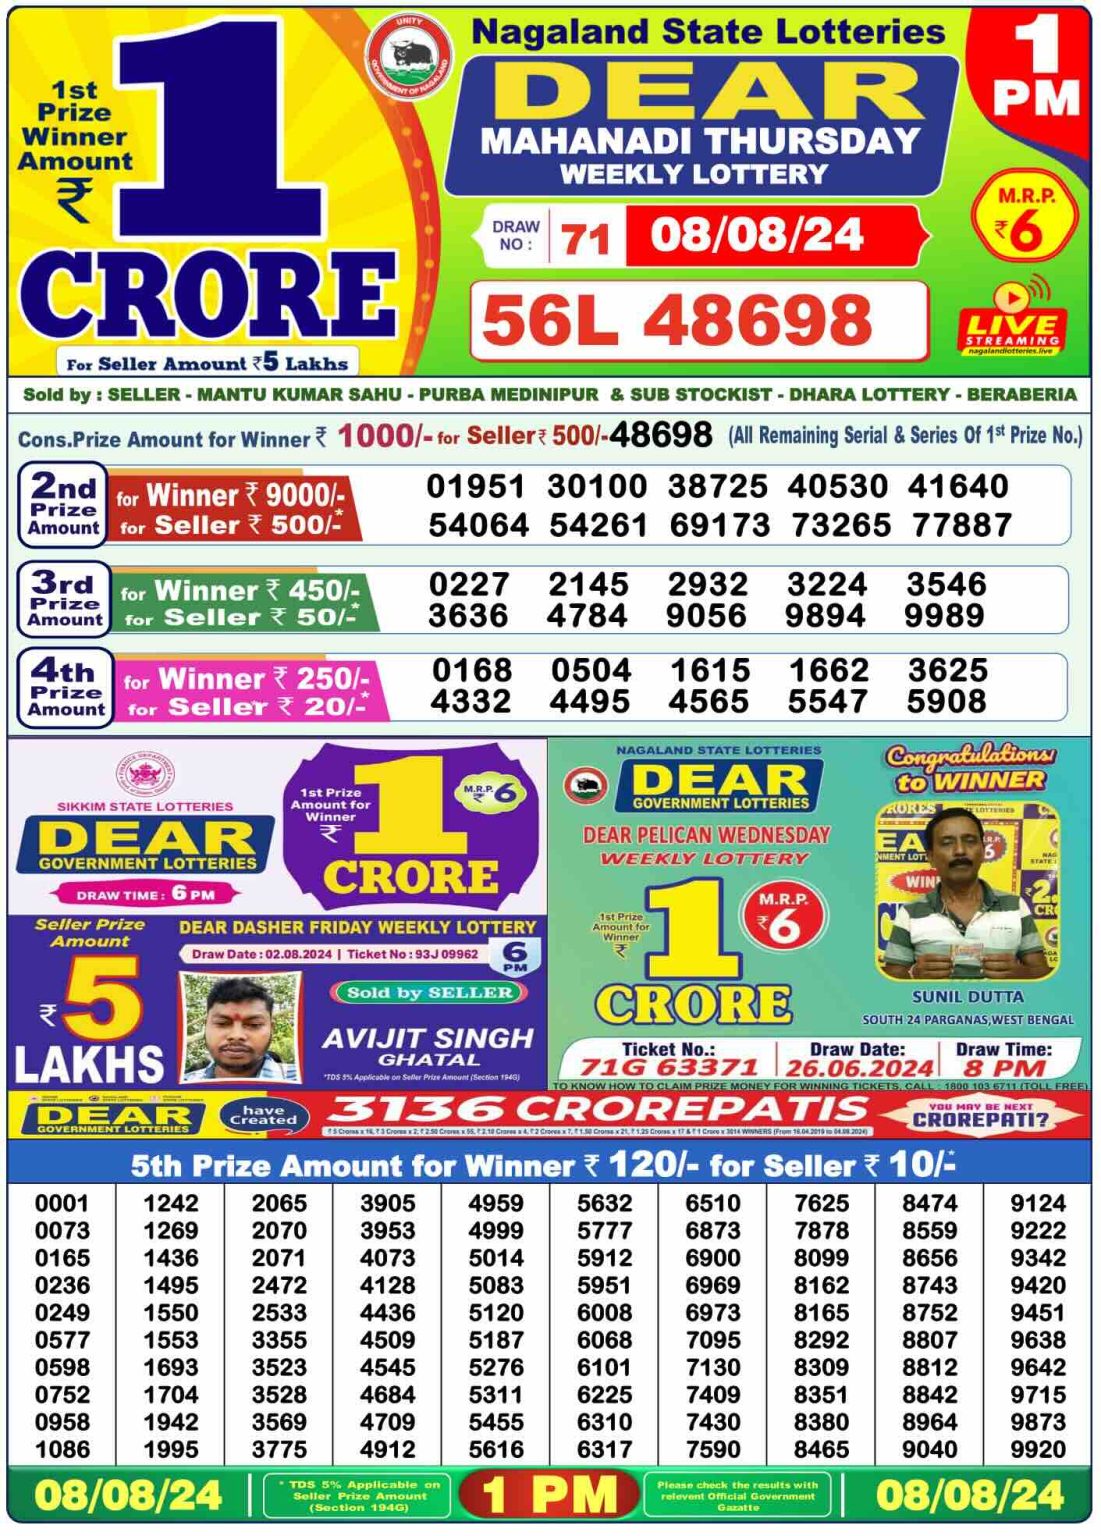 1st
Prize
Winner
Amount
₹
1
CRORE
For Seller Amount ₹5 Lakhs
UNITY
GOVERNMENT OF NAGALAND
Nagaland State Lotteries
DEAR
MAHANADI THURSDAY
WEEKLY LOTTERY
1
PM
DRAW
NO :
71
08/08/24
M.R.P.
₹6
56L 48698
LIVE
STREAMING
nagalandlotteries.live
Sold by : SELLER - MANTU KUMAR SAHU - PURBA MEDINIPUR & SUB STOCKIST - DHARA LOTTERY - BERABERIA
Cons.Prize Amount for Winner ₹ 1000/- for Seller ₹ 500/- 48698 (All Remaining Serial & Series Of 1st Prize No.)
2nd
Prize
Amount
for Winner ₹ 9000/-
for Seller ₹ 500/-*
01951 30100 38725 40530 41640
54064 54261 69173 73265 77887
3rd
Prize
Amount
for Winner ₹ 450/-
for Seller ₹ 50/-*
0227 2145 2932 3224 3546
3636 4784 9056 9894 9989
4th
Prize
Amount
for Winner ₹ 250/-
for Seller ₹ 20/-*
0168 0504 1615 1662 3625
4332 4495 4565 5547 5908
SIKKIM STATE LOTTERIES
DEAR
GOVERNMENT LOTTERIES
DRAW TIME : 6 PM
1st Prize
Amount for
Winner
₹
1
CRORE
M.R.P.
₹ 6
Seller Prize
Amount
₹ 5
LAKHS
DEAR DASHER FRIDAY WEEKLY LOTTERY
Draw Date : 02.08.2024 | Ticket No : 93J 09962
6
PM
Sold by SELLER
AVIJIT SINGH
GHATAL
*TDS 5% Applicable on Seller Prize Amount (Section 194G)
NAGALAND STATE LOTTERIES
DEAR
GOVERNMENT LOTTERIES
DEAR PELICAN WEDNESDAY
WEEKLY LOTTERY
1st Prize
Amount for
Winner
₹
1
CRORE
M.R.P.
₹6
Congratulations!
to WINNER
SUNIL DUTTA
SOUTH 24 PARGANAS,WEST BENGAL
Ticket No.:
71G 63371
Draw Date:
26.06.2024
Draw Time:
8 PM
TO KNOW HOW TO CLAIM PRIZE MONEY FOR WINNING TICKETS, CALL : 1800 103 6711 (TOLL FREE)
DEAR
GOVERNMENT LOTTERIES
have
Created
3136 CROREPATIS
YOU MAY BE NEXT
CROREPATI?
5th Prize Amount for Winner ₹ 120/- for Seller ₹ 10/-*
0001 1242 2065 3905 4959 5632 6510 7625 8474 9124
0073 1269 2070 3953 4999 5777 6873 7878 8559 9222
0165 1436 2071 4073 5014 5912 6900 8099 8656 9342
0236 1495 2472 4128 5083 5951 6969 8162 8743 9420
0249 1550 2533 4436 5120 6008 6973 8165 8752 9451
0577 1553 3355 4509 5187 6068 7095 8292 8807 9638
0598 1693 3523 4545 5276 6101 7130 8309 8812 9642
0752 1704 3528 4684 5311 6225 7409 8351 8842 9715
0958 1942 3569 4709 5455 6310 7430 8380 8964 9873
1086 1995 3775 4912 5616 6317 7590 8465 9040 9920
08/08/24
* TDS 5% Applicable on
Seller Prize Amount
(Section 194G)
1 PM
Please check the results with
relevent Official Government
Gazatte
08/08/24